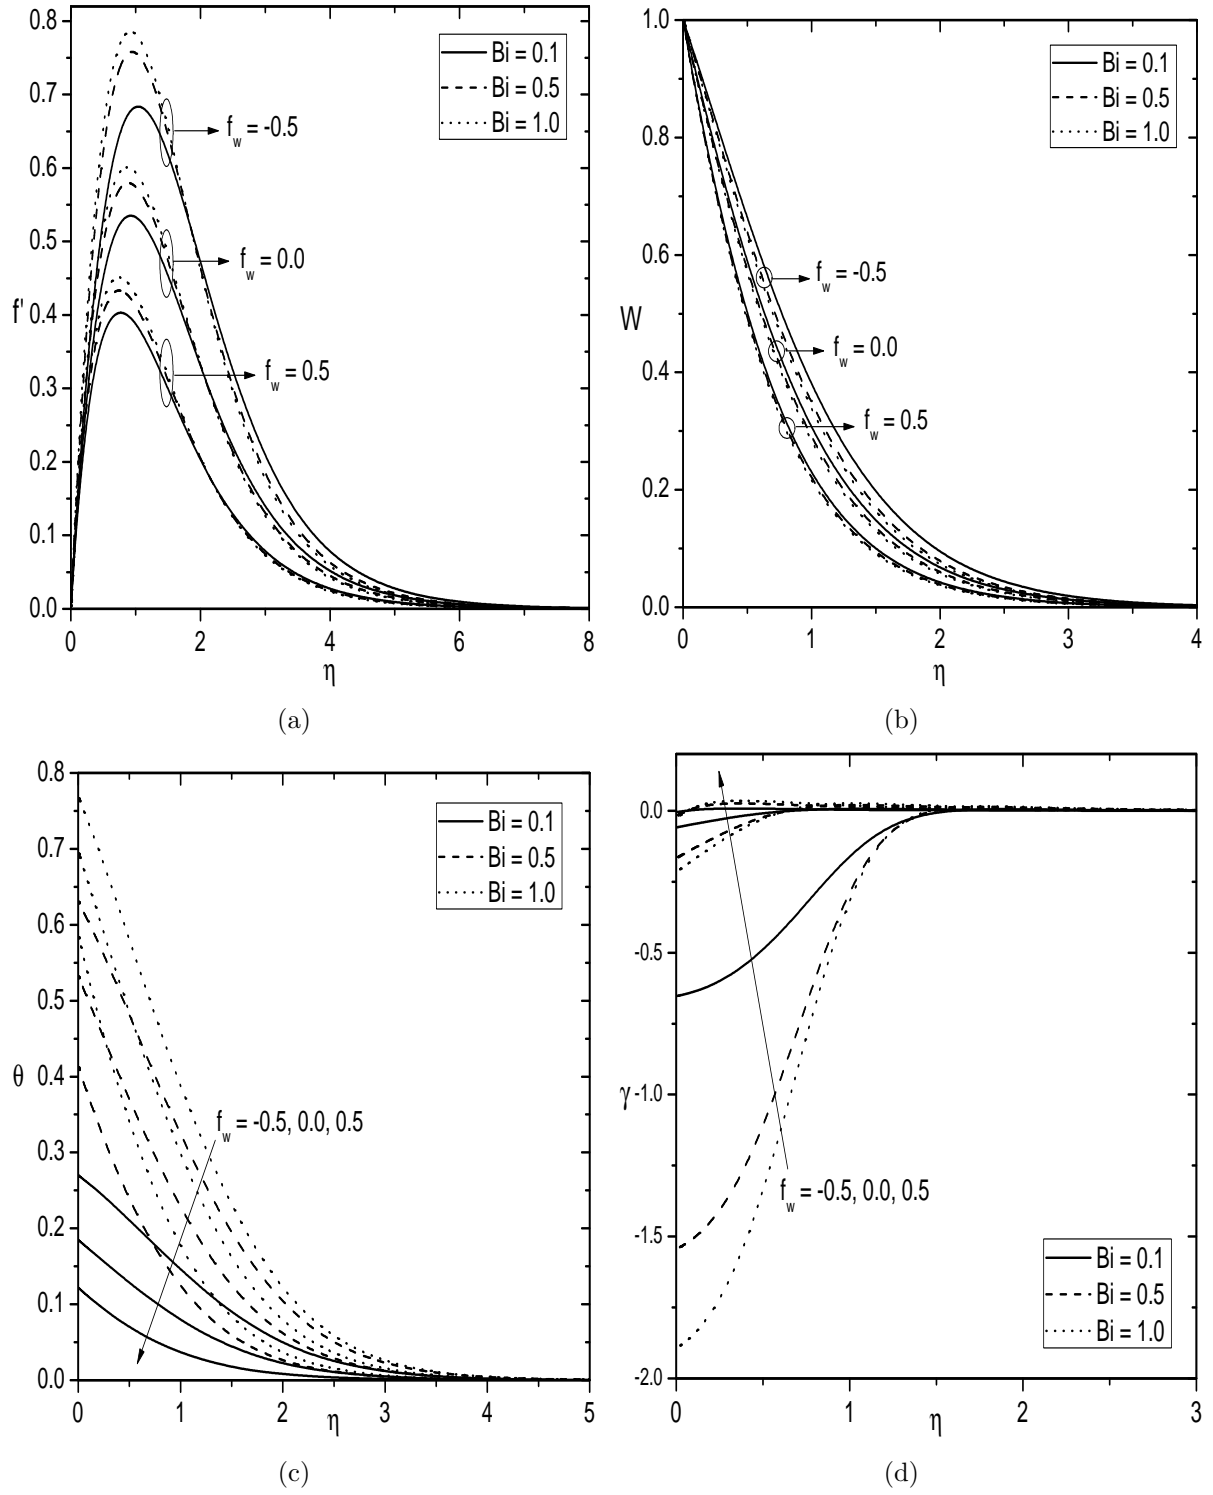 0.8
0.7
0.6
0.5
f' 0.4
0.3
0.2
0.1
0.0
0 2 4 6 8
η
Bi = 0.1
Bi = 0.5
Bi = 1.0
f_w = -0.5
f_w = 0.0
f_w = 0.5
(a)
1.0
0.8
0.6
W
0.4
0.2
0.0
0 1 2 3 4
η
Bi = 0.1
Bi = 0.5
Bi = 1.0
f_w = -0.5
f_w = 0.0
f_w = 0.5
(b)
0.8
0.7
0.6
0.5
θ 0.4
0.3
0.2
0.1
0.0
0 1 2 3 4 5
η
Bi = 0.1
Bi = 0.5
Bi = 1.0
f_w = -0.5, 0.0, 0.5
(c)
0.0
-0.5
γ -1.0
-1.5
-2.0
0 1 2 3
η
f_w = -0.5, 0.0, 0.5
Bi = 0.1
Bi = 0.5
Bi = 1.0
(d)